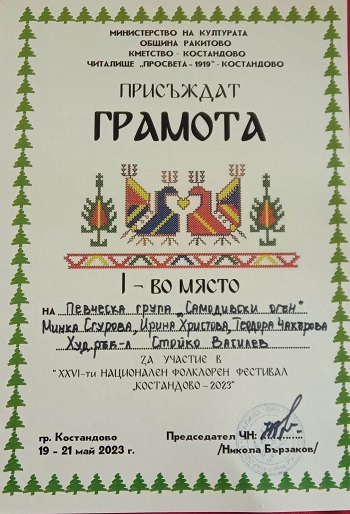 МИНИСТЕРСТВО НА КУЛТУРАТА
ОБЩИНА РАКИТОВО
КМЕТСТВО - КОСТАНДОВО
ЧИТАЛИЩЕ "ПРОСВЕТА - 1919" - КОСТАНДОВО
ПРИСЪЖДАТ
ГРАМОТА
I - ВО МЯСТО
НА Певческа група „Самодивски огън"
Минка Сгурова, Ирина Христова, Теодора Чакърова
Худ. ръб-л Стойко Василев
ЗА УЧАСТИЕ В
"XXVI-ти НАЦИОНАЛЕН ФОЛКЛОРЕН ФЕСТИВАЛ
„КОСТАНДОВО – 2023"
гр. Костандово
Председател ЧН:
19 - 21 май 2023 г.
/Никола Бързаков/